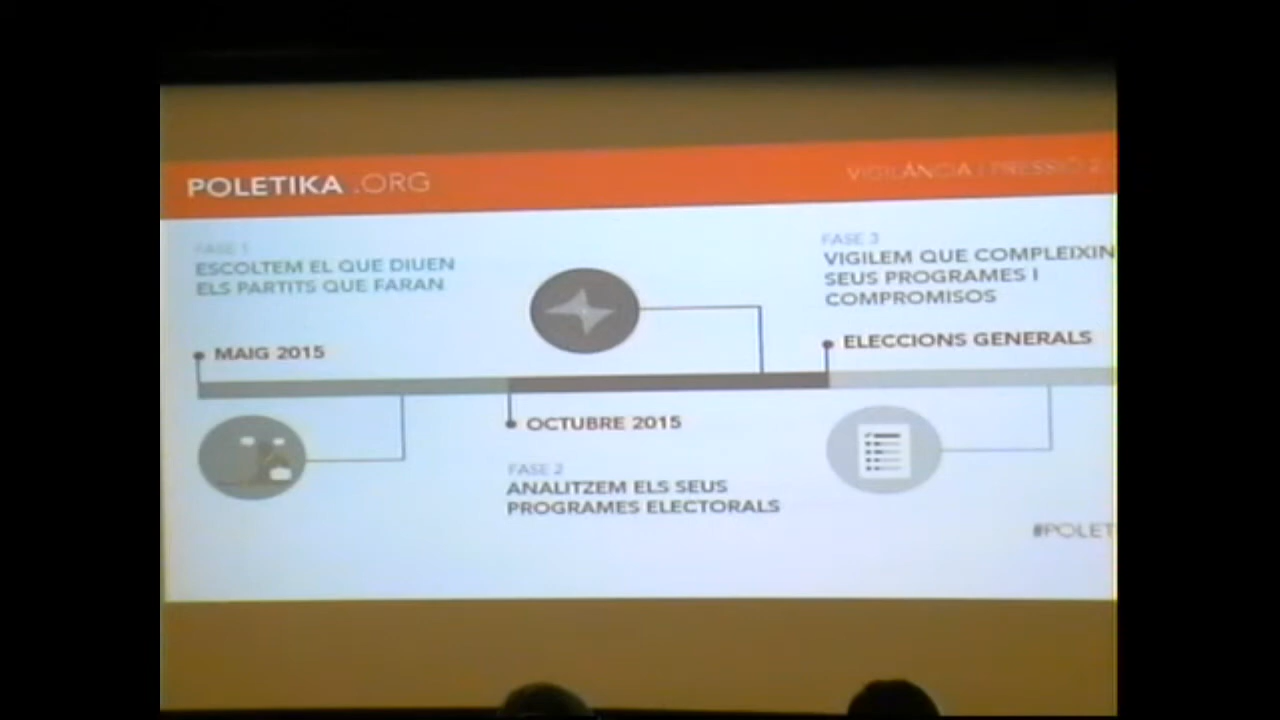 POLETIKA.ORG
VIGILÀNCIA I PRESSIÓ 2
FASE 1
ESCOLTEM EL QUE DIUEN
ELS PARTITS QUE FARAN
MAIG 2015
OCTUBRE 2015
FASE 2
ANALITZEM ELS SEUS
PROGRAMES ELECTORALS
FASE 3
VIGILEM QUE COMPLEIXIN
SEUS PROGRAMES I
COMPROMISOS
ELECCIONS GENERALS
#POLET